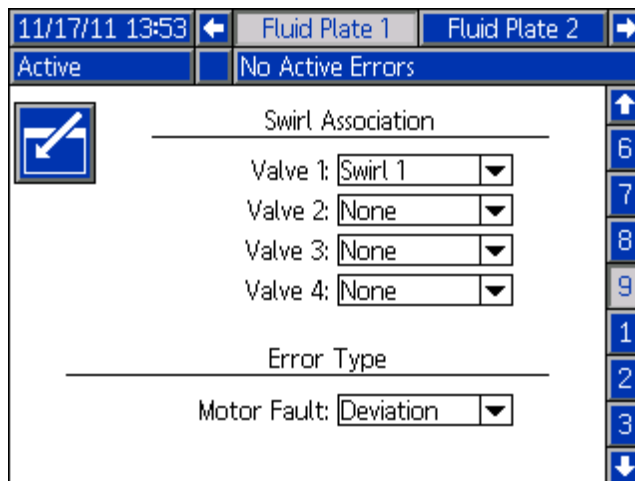 11/17/11 13:53 Fluid Plate 1 Fluid Plate 2
Active No Active Errors
Swirl Association
Valve 1: Swirl 1
Valve 2: None
Valve 3: None
Valve 4: None
Error Type
Motor Fault: Deviation
6
7
8
9
1
2
3